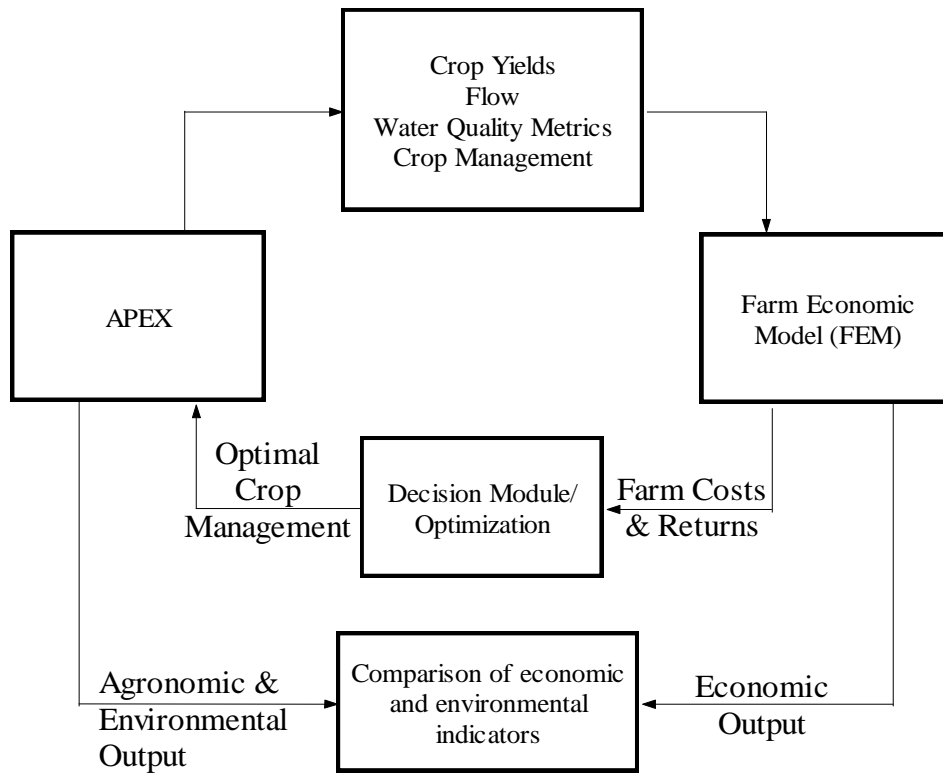 Crop Yields
Flow
Water Quality Metrics
Crop Management
APEX
Farm Economic
Model (FEM)
Optimal
Crop
Management
Decision Module/
Optimization
Farm Costs
& Returns
Agronomic &
Environmental
Output
Comparison of economic
and environmental
indicators
Economic
Output